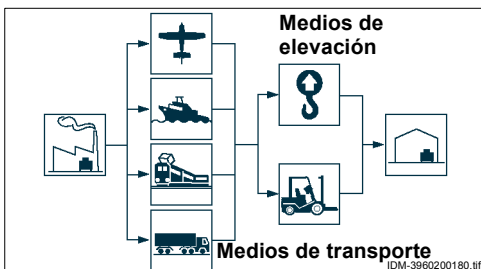 Medios de
elevación
Medios de transporte
IDM-3960200180.tif